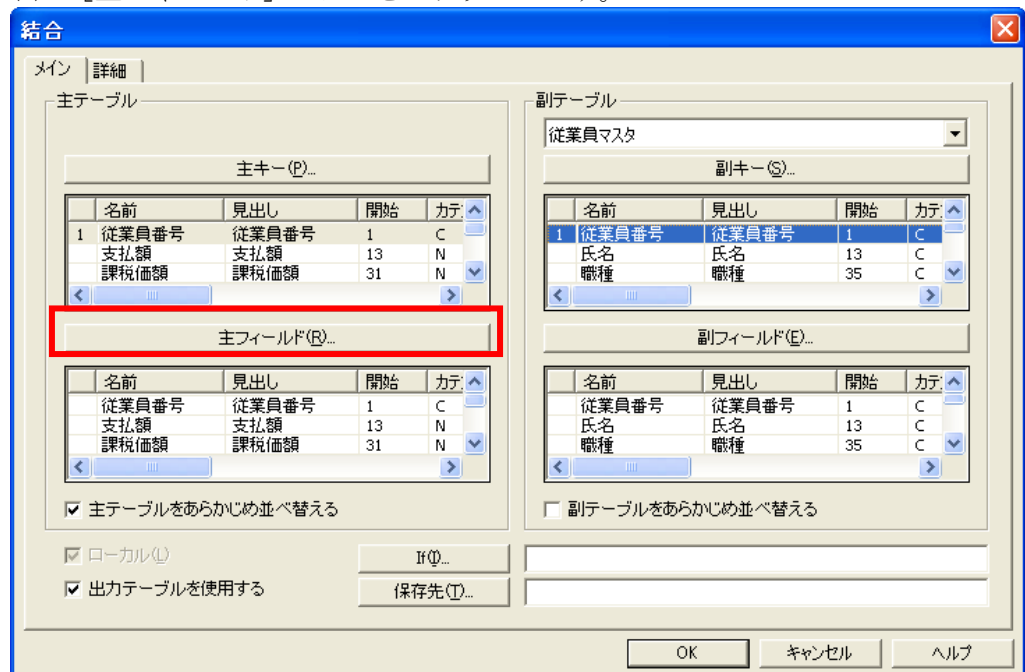 結合
メイン 詳細
主テーブル
副テーブル
従業員マスタ
主キー(P)...
副キー(S)...
名前 見出し 開始 カテ
1 従業員番号 従業員番号 1 C
支払額 支払額 13 N
課税価額 課税価額 31 N
名前 見出し 開始 カテ
1 従業員番号 従業員番号 1 C
氏名 氏名 13 C
職種 職種 35 C
主フィールド(R)...
副フィールド(E)...
名前 見出し 開始 カテ
従業員番号 従業員番号 1 C
支払額 支払額 13 N
課税価額 課税価額 31 N
名前 見出し 開始 カテ
従業員番号 従業員番号 1 C
氏名 氏名 13 C
職種 職種 35 C
主テーブルをあらかじめ並べ替える
副テーブルをあらかじめ並べ替える
ローカル(L)
If(I)...
出力テーブルを使用する
保存先(T)...
OK キャンセル ヘルプ